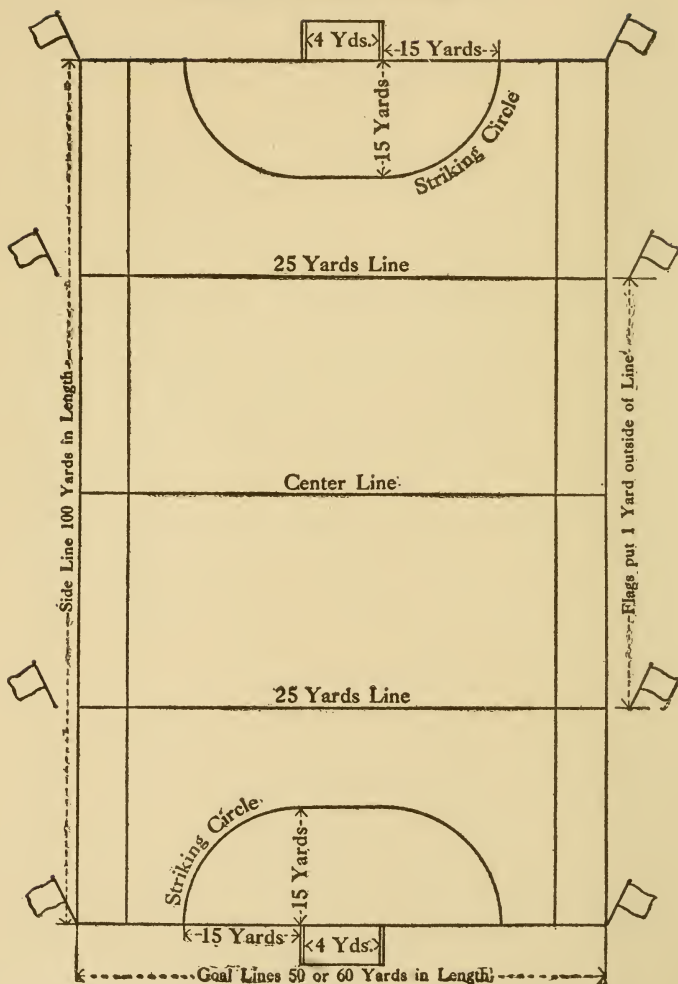 4 Yds.
15 Yards
15 Yards
Striking Circle
25 Yards Line
Side Line 100 Yards in Length
Flags put 1 Yard outside of Line
Center Line
25 Yards Line
Striking Circle
15 Yards
15 Yards
4 Yds.
Goal Lines 50 or 60 Yards in Length